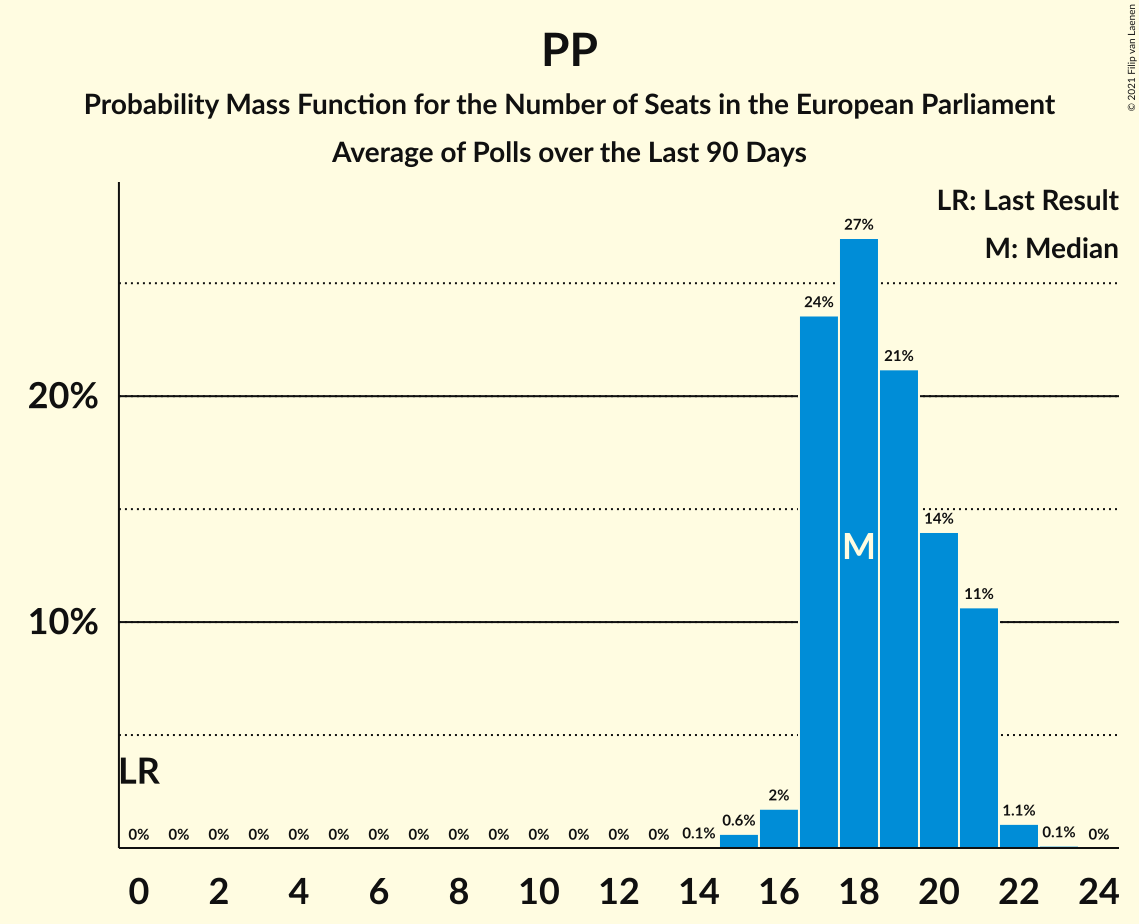 PP
Probability Mass Function for the Number of Seats in the European Parliament
Average of Polls over the Last 90 Days
© 2021 Filip van Laenen
LR: Last Result
M: Median
27%
24%
21%
20%
14%
M
11%
10%
LR
0% 0% 0% 0% 0% 0% 0% 0% 0% 0% 0% 0% 0% 0% 0.1% 0.6% 2% 1.1% 0.1% 0%
0 2 4 6 8 10 12 14 16 18 20 22 24